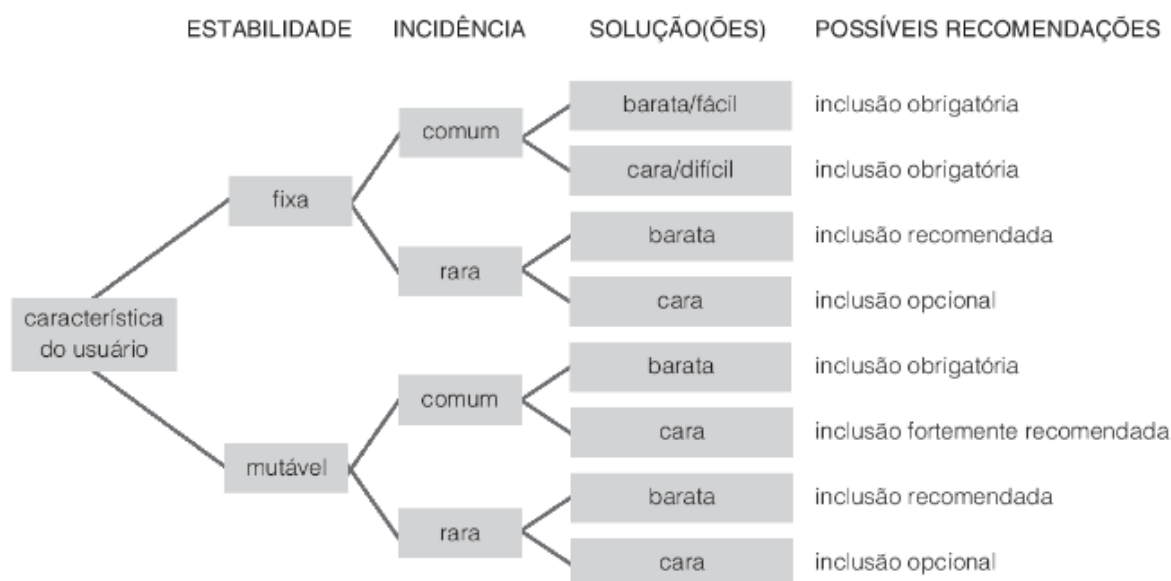 ESTABILIDADE INCIDÊNCIA SOLUÇÃO(ÕES) POSSÍVEIS RECOMENDAÇÕES
barata/fácil inclusão obrigatória
comum
cara/difícil inclusão obrigatória
fixa
barata inclusão recomendada
rara
cara inclusão opcional
característica
do usuário
barata inclusão obrigatória
comum
cara inclusão fortemente recomendada
mutável
barata inclusão recomendada
rara
cara inclusão opcional